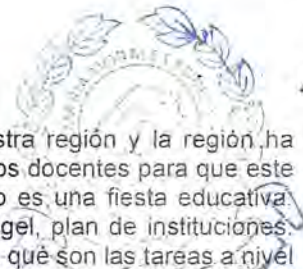 stra región y la región ha
os docentes para que este
o es una fiesta educativa.
gel, plan de instituciones.
qué son las tareas a nivel